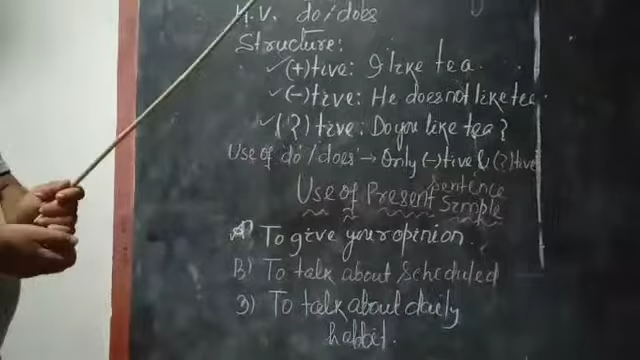 H.V. do/does
Structure:
✓(+)tive: I like tea.
✓(-)tive: He does not like tea.
✓(?)tive: Do you like tea?
Use of do/does → Only (-)tive & (?)tive
sentence
Use of Present Simple
A) To give your opinion.
B) To talk about Scheduled
3) To talk about daily
habbit.